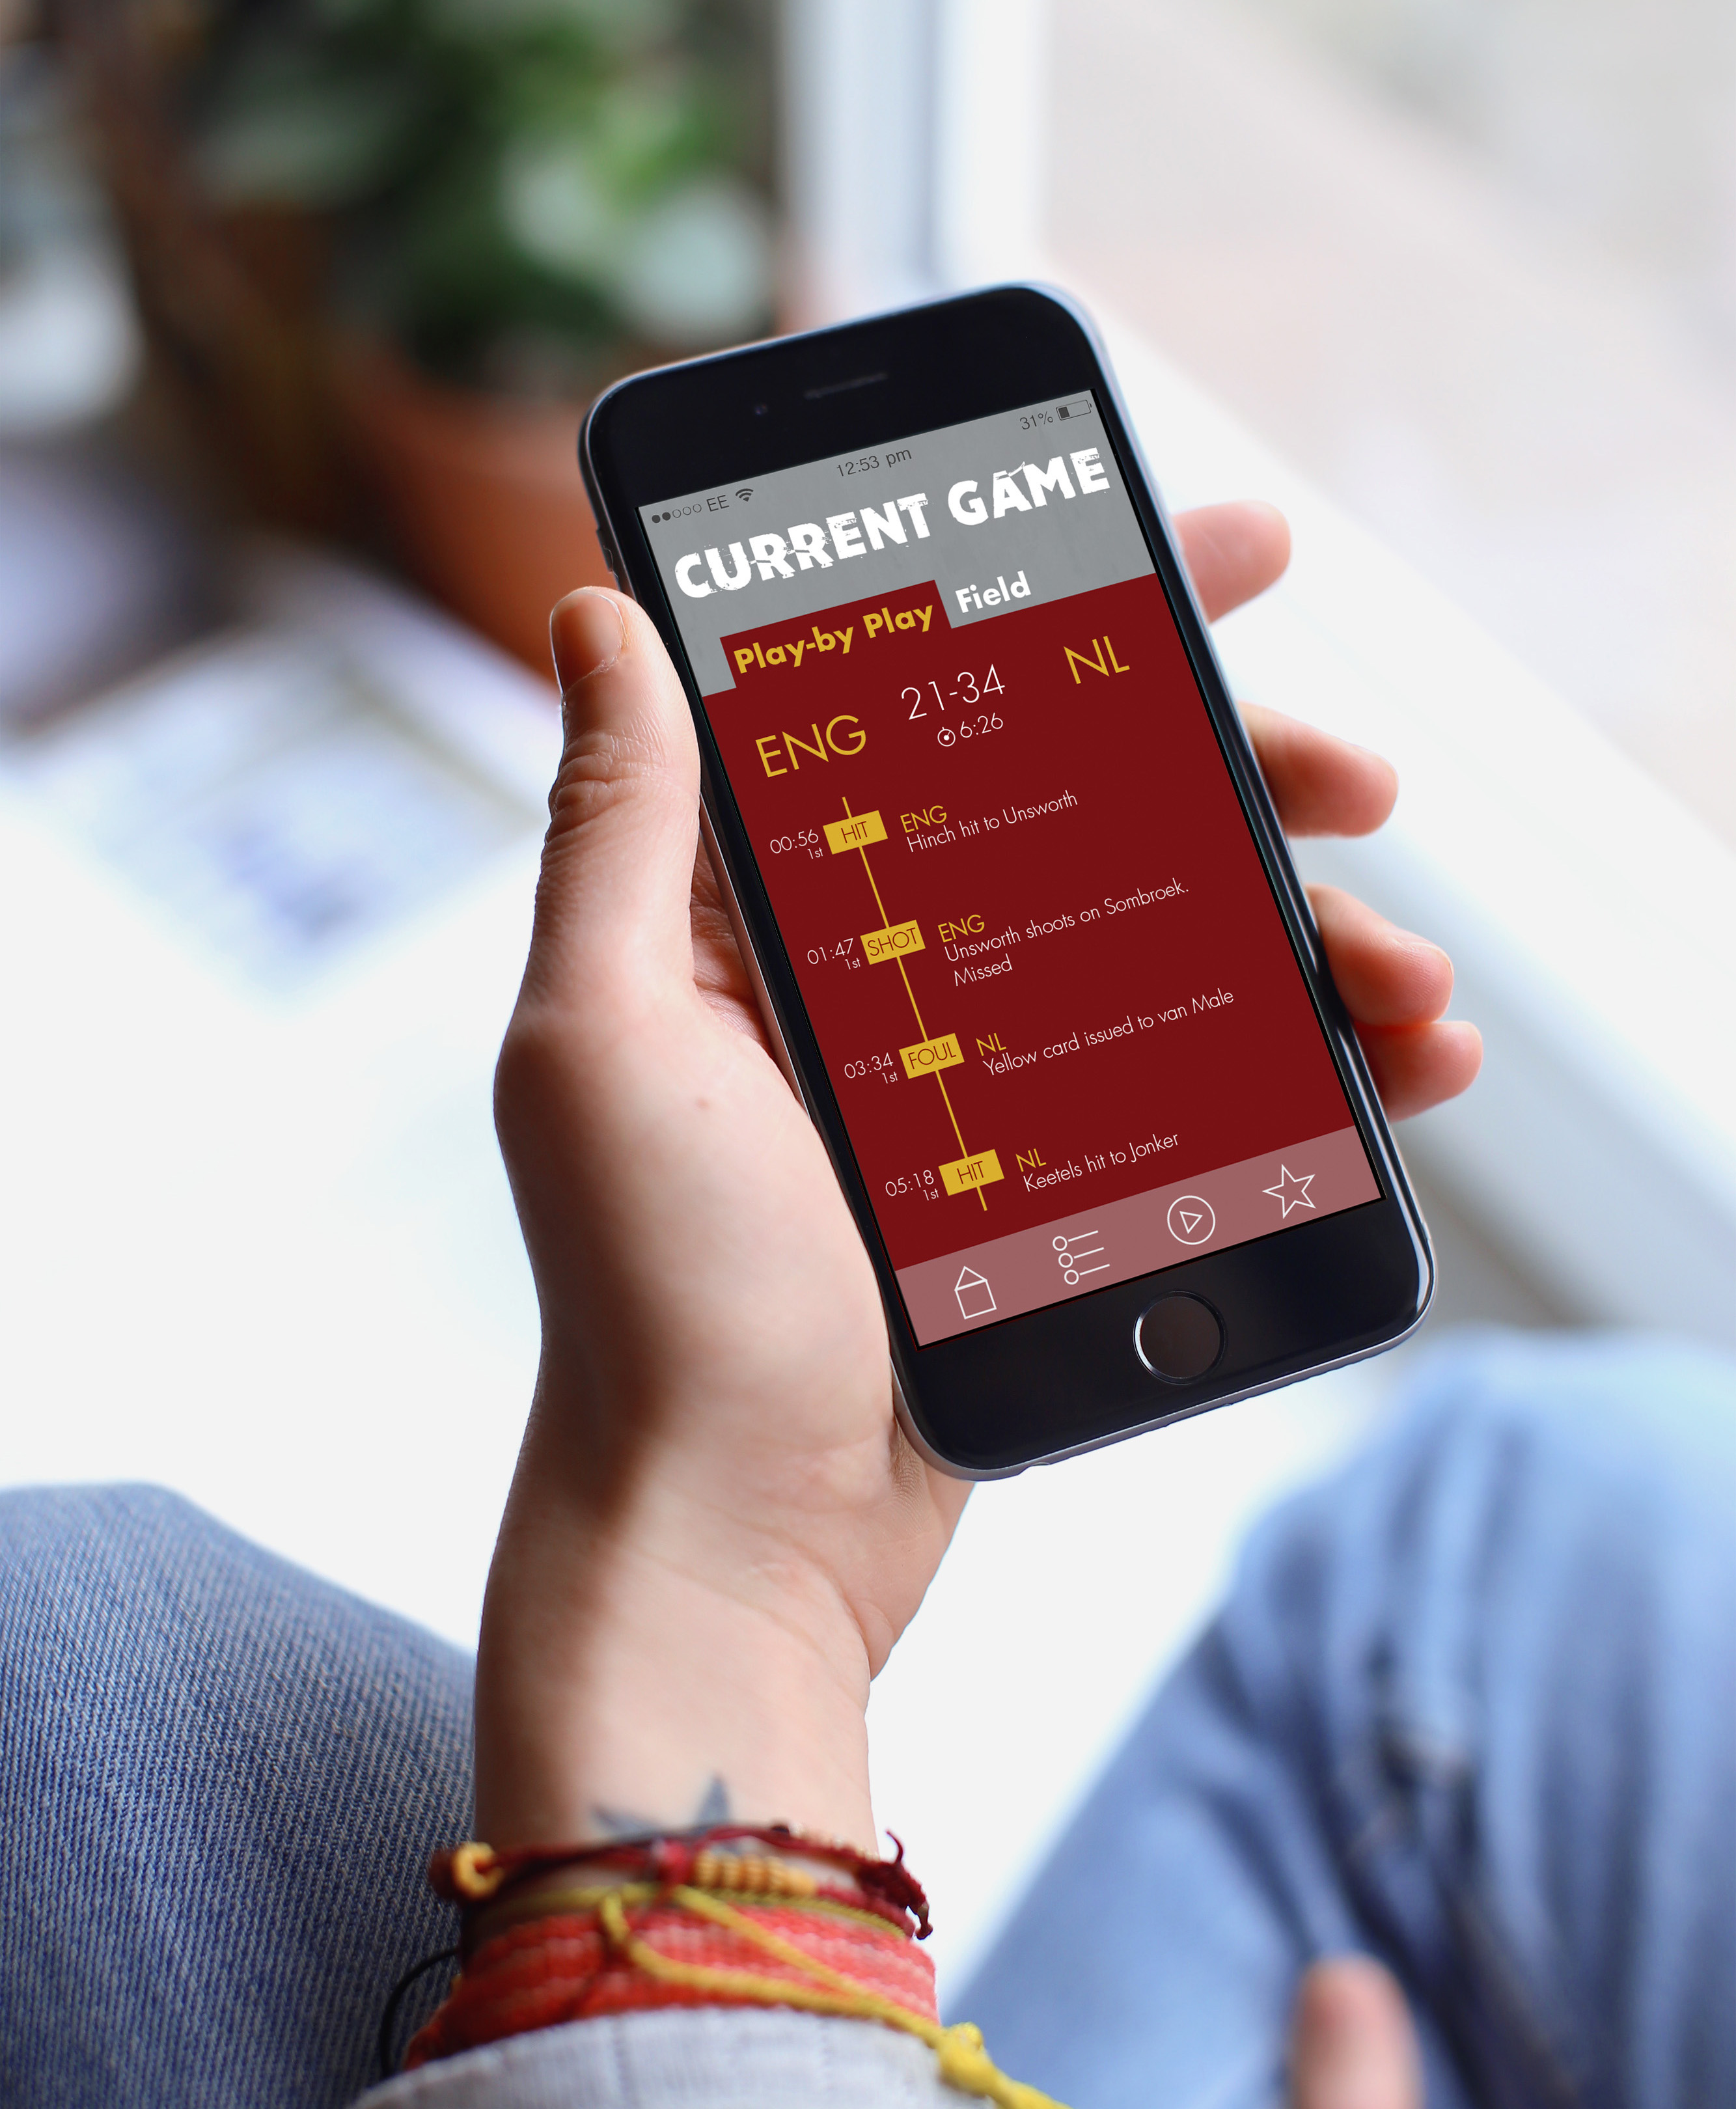 EE 12:53 pm 31%
CURRENT GAME
Play-by Play Field
ENG 21-34 NL
6:26
00:56 HIT ENG
1st Hinch hit to Unsworth
01:47 SHOT ENG
1st Unsworth shoots on Sombroek.
Missed
03:34 FOUL NL
1st Yellow card issued to van Male
05:18 HIT NL
1st Keetels hit to Jonker